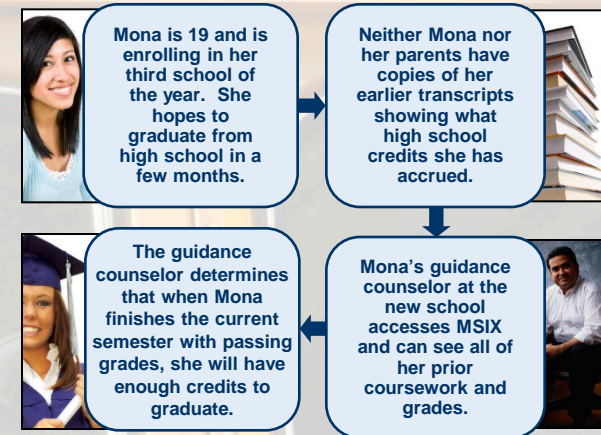 Mona is 19 and is
enrolling in her
third school of
the year. She
hopes to
graduate from
high school in a
few months.
Neither Mona nor
her parents have
copies of her
earlier transcripts
showing what
high school
credits she has
accrued.
Mona's guidance
counselor at the
new school
accesses MSIX
and can see all of
her prior
coursework and
grades.
The guidance
counselor determines
that when Mona
finishes the current
semester with passing
grades, she will have
enough credits to
graduate.